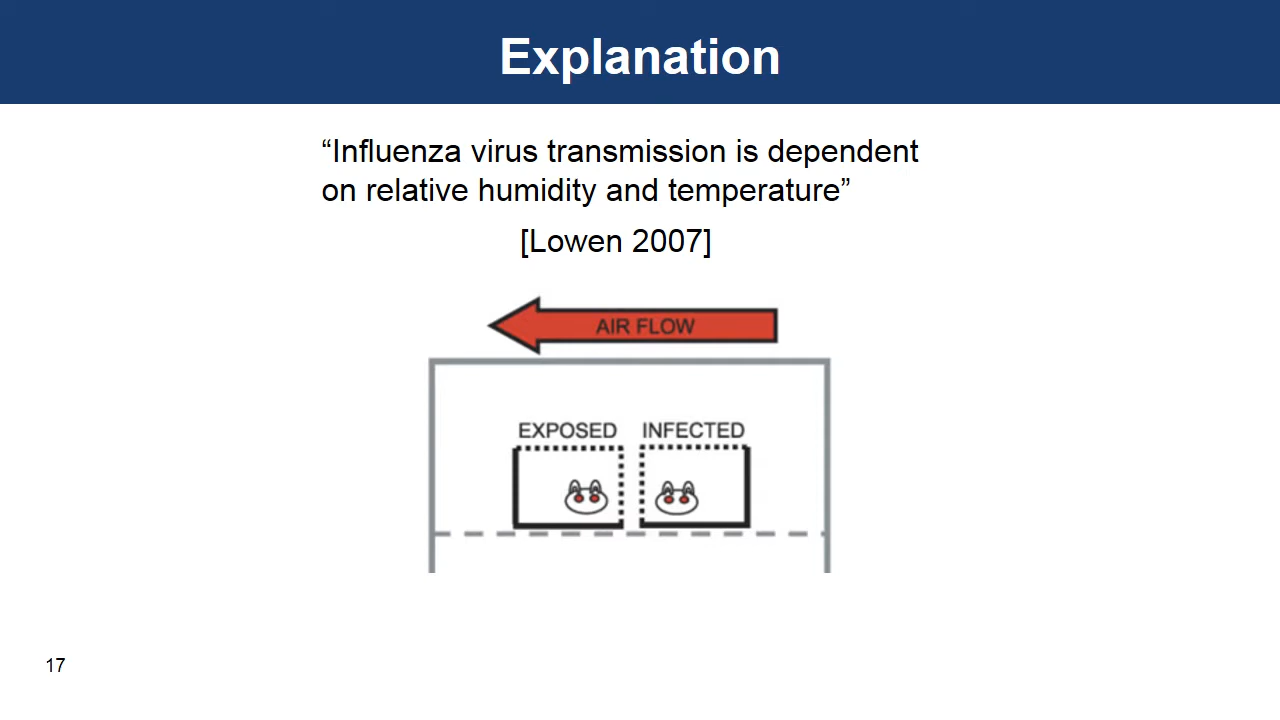 Explanation
“Influenza virus transmission is dependent
on relative humidity and temperature”
[Lowen 2007]
AIR FLOW
EXPOSED
INFECTED
17